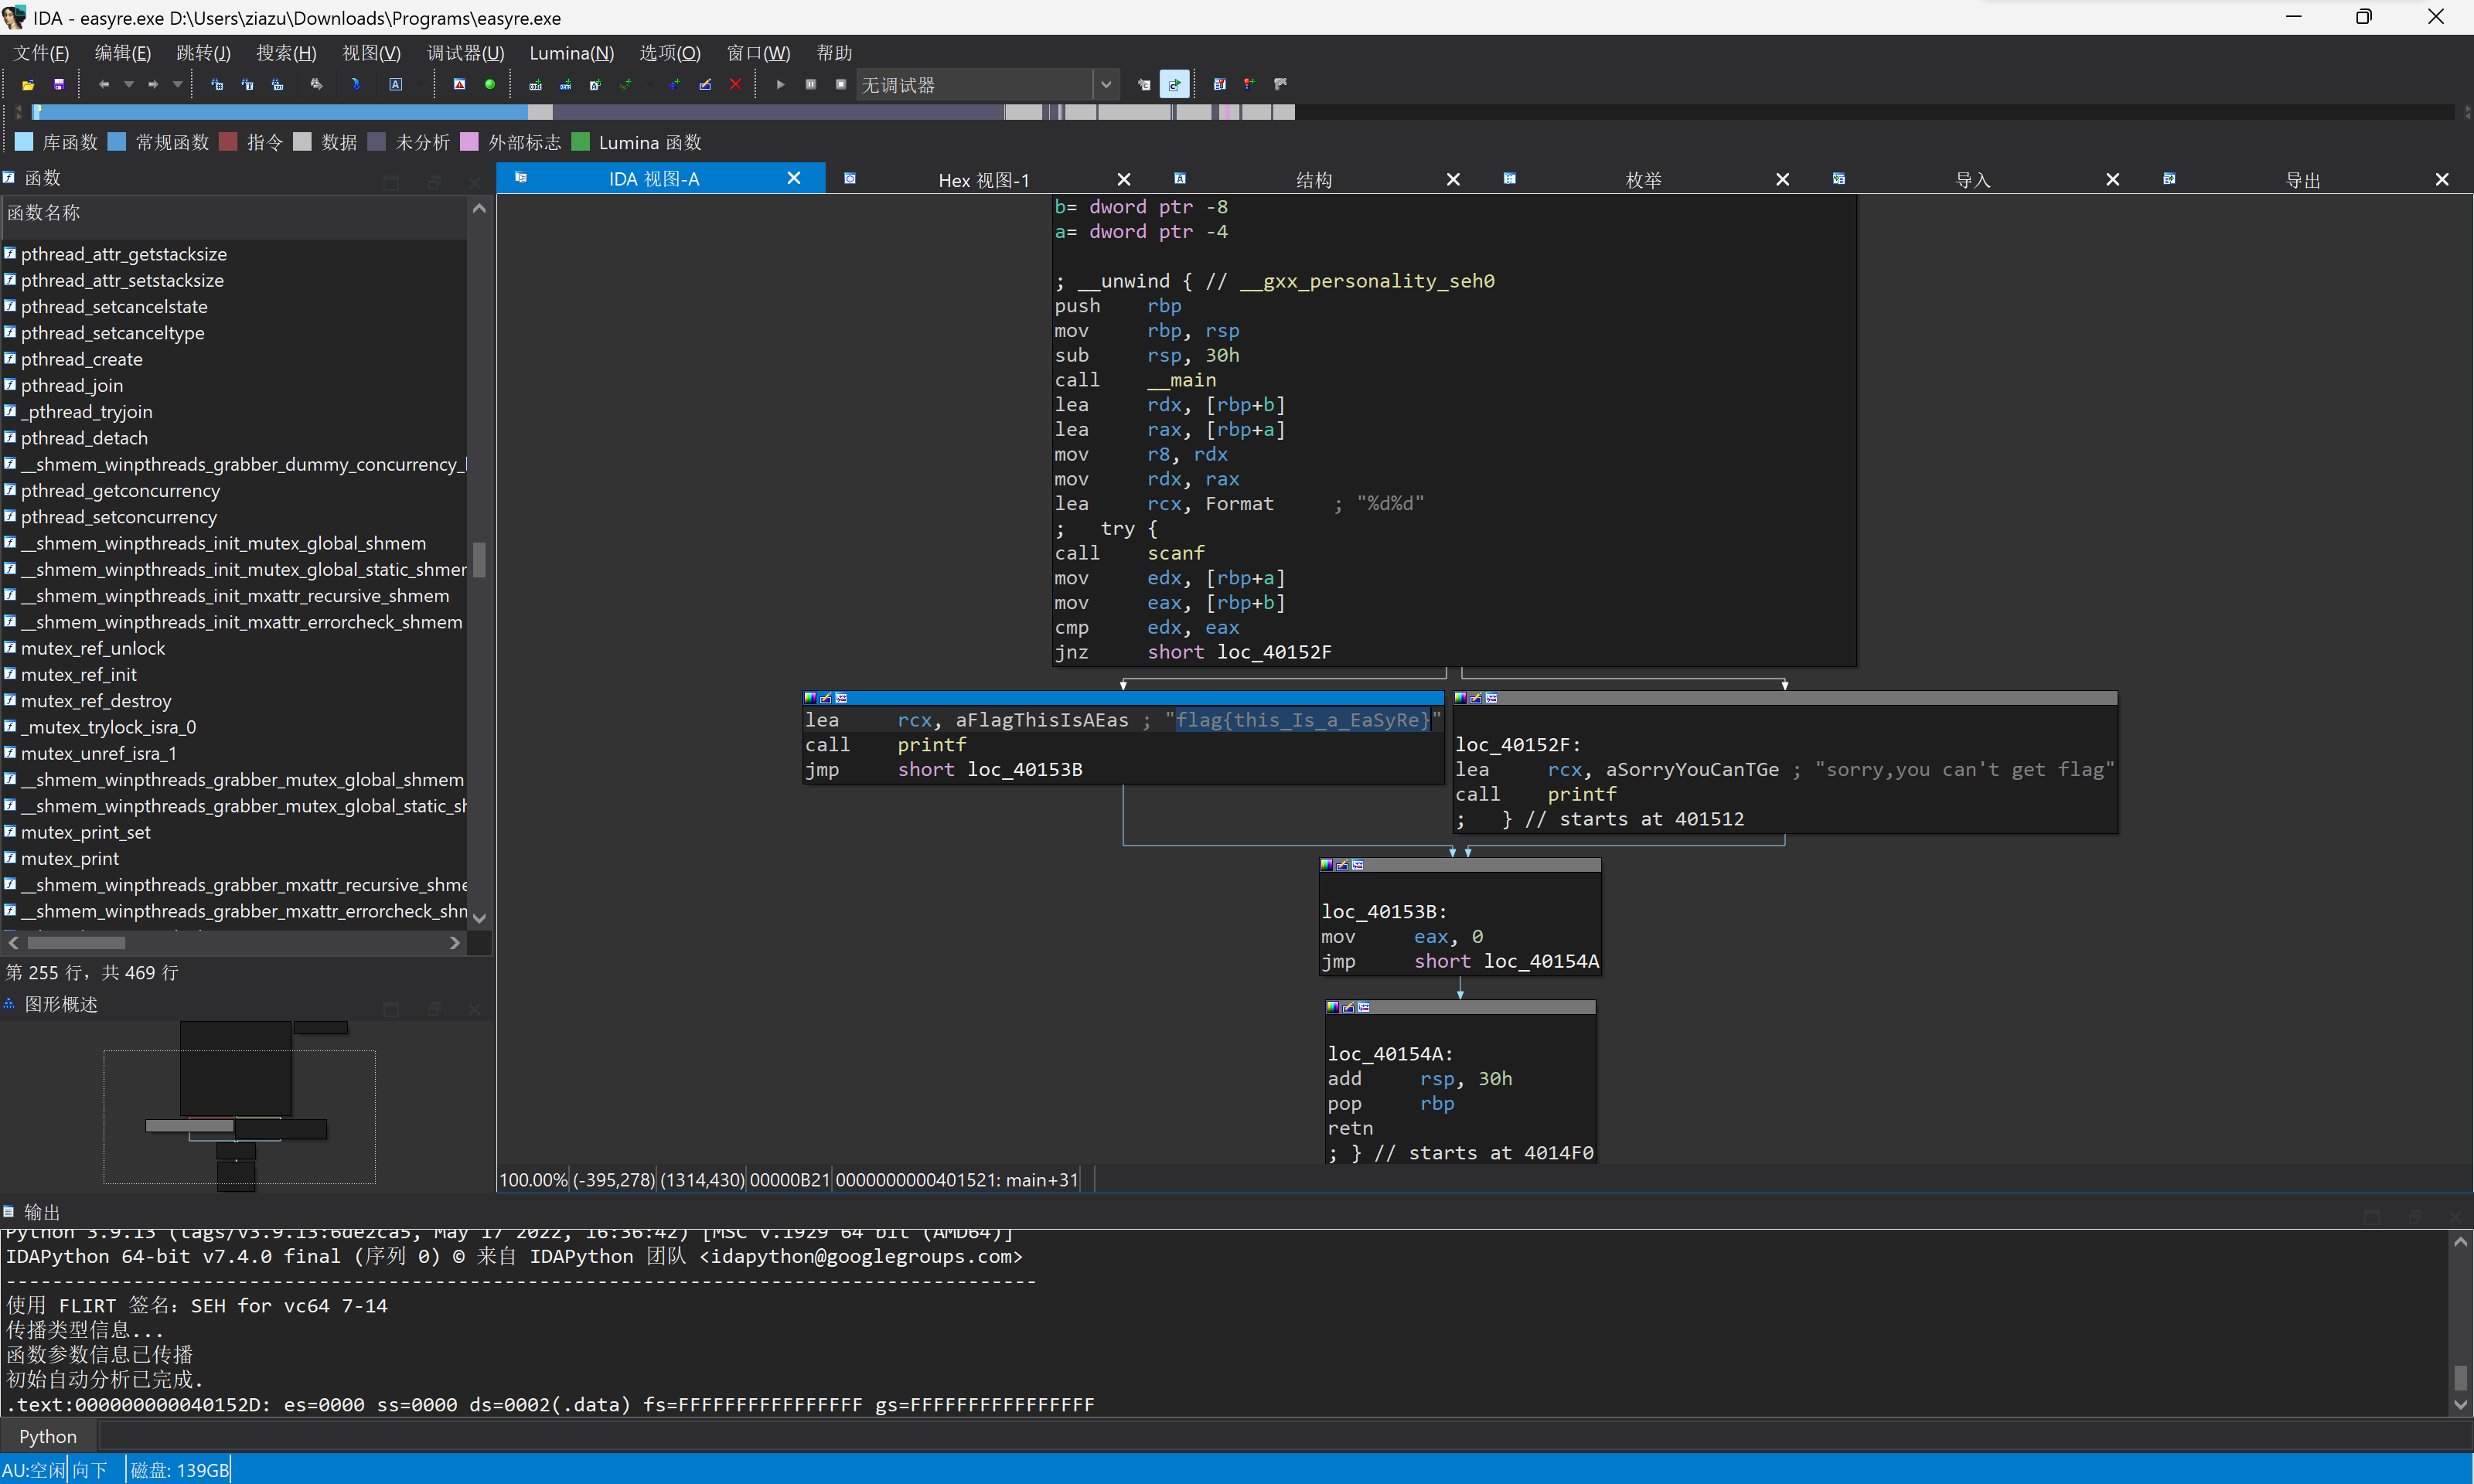 IDA - easyre.exe D:\Users\ziazu\Downloads\Programs\easyre.exe
文件(F) 编辑(E) 跳转(J) 搜索(H) 视图(V) 调试器(U) Lumina(N) 选项(O) 窗口(W) 帮助
无调试器
库函数 常规函数 指令 数据 未分析 外部标志 Lumina 函数
函数
函数名称
pthread_attr_getstacksize
pthread_attr_setstacksize
pthread_setcancelstate
pthread_setcanceltype
pthread_create
pthread_join
_pthread_tryjoin
pthread_detach
__shmem_winpthreads_grabber_dummy_concurrency_
pthread_getconcurrency
pthread_setconcurrency
__shmem_winpthreads_init_mutex_global_shmem
__shmem_winpthreads_init_mutex_global_static_shmer
__shmem_winpthreads_init_mxattr_recursive_shmem
__shmem_winpthreads_init_mxattr_errorcheck_shmem
mutex_ref_unlock
mutex_ref_init
mutex_ref_destroy
_mutex_trylock_isra_0
mutex_unref_isra_1
__shmem_winpthreads_grabber_mutex_global_shmem
__shmem_winpthreads_grabber_mutex_global_static_sh
mutex_print_set
mutex_print
__shmem_winpthreads_grabber_mxattr_recursive_shme
__shmem_winpthreads_grabber_mxattr_errorcheck_shn
第 255 行，共 469 行
图形概述
IDA 视图-A Hex 视图-1 结构 枚举 导入 导出
b= dword ptr -8
a= dword ptr -4
; __unwind { // __gxx_personality_seh0
push rbp
mov rbp, rsp
sub rsp, 30h
call __main
lea rdx, [rbp+b]
lea rax, [rbp+a]
mov r8, rdx
mov rdx, rax
lea rcx, Format ; "%d%d"
; try {
call scanf
mov edx, [rbp+a]
mov eax, [rbp+b]
cmp edx, eax
jnz short loc_40152F
lea rcx, aFlagThisIsAEas ; "flag{this_Is_a_EaSyRe}"
call printf
jmp short loc_40153B
loc_40152F:
lea rcx, aSorryYouCanTGe ; "sorry,you can't get flag"
call printf
; } // starts at 401512
loc_40153B:
mov eax, 0
jmp short loc_40154A
loc_40154A:
add rsp, 30h
pop rbp
retn
; } // starts at 4014F0
100.00% (-395,278) (1314,430) 00000B21 0000000000401521: main+31
输出
Python 3.9.13 (tags/v3.9.13:6de2ca5, May 17 2022, 16:36:42) [MSC v.1929 64 bit (AMD64)]
IDAPython 64-bit v7.4.0 final (序列 0) © 来自 IDAPython 团队 <idapython@googlegroups.com>
使用 FLIRT 签名: SEH for vc64 7-14
传播类型信息...
函数参数信息已传播
初始自动分析已完成.
.text:000000000040152D: es=0000 ss=0000 ds=0002(.data) fs=FFFFFFFFFFFFFFFF gs=FFFFFFFFFFFFFFFF
Python
AU:空闲 向下 磁盘: 139GB